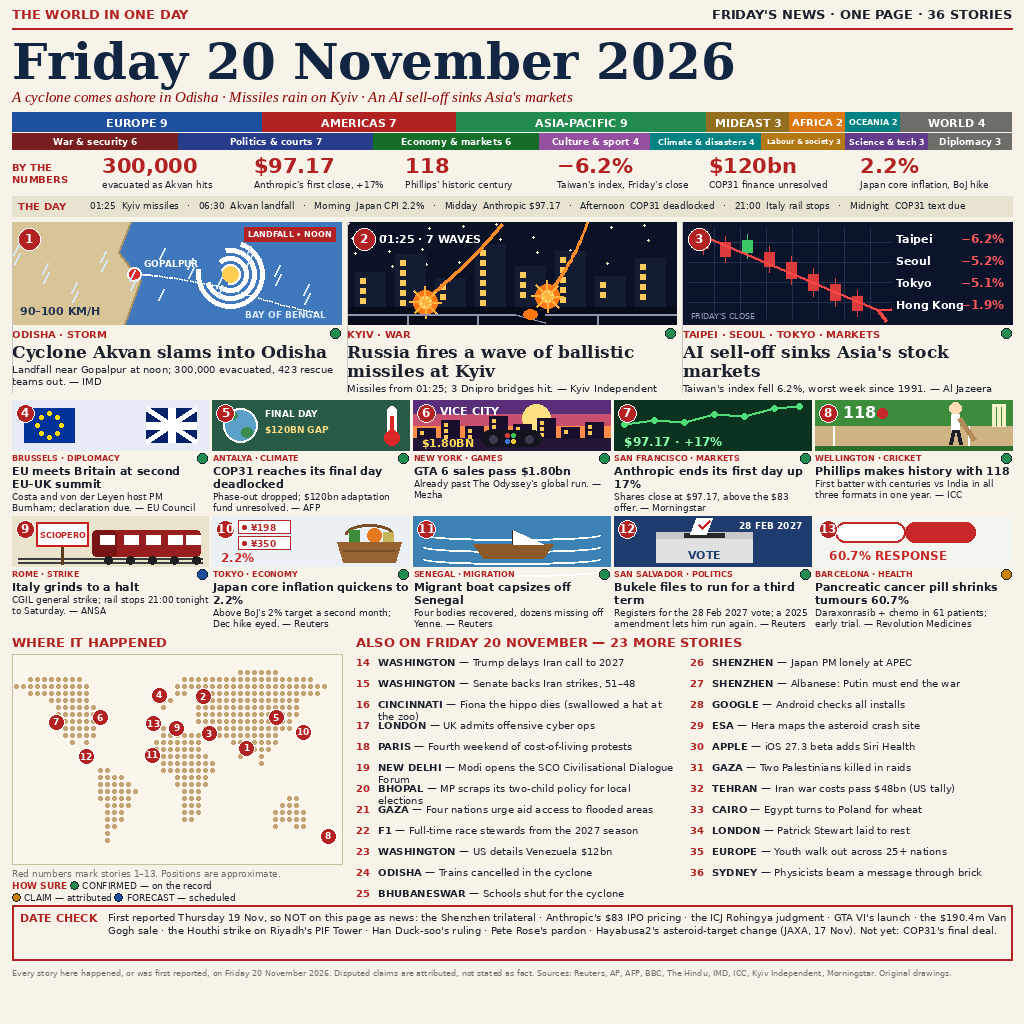 THE WORLD IN ONE DAY
FRIDAY'S NEWS · ONE PAGE · 36 STORIES
Friday 20 November 2026
A cyclone comes ashore in Odisha · Missiles rain on Kyiv · An AI sell-off sinks Asia's markets
EUROPE 9 AMERICAS 7 ASIA-PACIFIC 9 MIDEAST 3 AFRICA 2 OCEANIA 2 WORLD 4
War & security 6 Politics & courts 7 Economy & markets 6 Culture & sport 4 Climate & disasters 4 Labour & society 3 Science & tech 3 Diplomacy 3
BY THE NUMBERS
300,000
evacuated as Akvan hits
$97.17
Anthropic's first close, +17%
118
Phillips' historic century
−6.2%
Taiwan's index, Friday's close
$120bn
COP31 finance unresolved
2.2%
Japan core inflation, BoJ hike
THE DAY 01:25 Kyiv missiles · 06:30 Akvan landfall · Morning Japan CPI 2.2% · Midday Anthropic $97.17 · Afternoon COP31 deadlocked · 21:00 Italy rail stops · Midnight COP31 text due
1
LANDFALL • NOON
GOPALPUR
90–100 KM/H
BAY OF BENGAL
ODISHA · STORM
Cyclone Akvan slams into Odisha
Landfall near Gopalpur at noon; 300,000 evacuated, 423 rescue
teams out. — IMD
2
01:25 · 7 WAVES
KYIV · WAR
Russia fires a wave of ballistic
missiles at Kyiv
Missiles from 01:25; 3 Dnipro bridges hit. — Kyiv Independent
3
Taipei −6.2%
Seoul −5.2%
Tokyo −5.1%
Hong Kong −1.9%
FRIDAY'S CLOSE
TAIPEI · SEOUL · TOKYO · MARKETS
AI sell-off sinks Asia's stock
markets
Taiwan's index fell 6.2%, worst week since 1991. — Al Jazeera
4
BRUSSELS · DIPLOMACY
EU meets Britain at second
EU–UK summit
Costa and von der Leyen host PM
Burnham; declaration due. — EU Council
5
FINAL DAY
$120BN GAP
ANTALYA · CLIMATE
COP31 reaches its final day
deadlocked
Phase-out dropped; $120bn adaptation
fund unresolved. — AFP
6
VICE CITY
$1.80BN
NEW YORK · GAMES
GTA 6 sales pass $1.80bn
Already past The Odyssey's global run. —
Mezha
7
$97.17 · +17%
SAN FRANCISCO · MARKETS
Anthropic ends its first day up
17%
Shares close at $97.17, above the $83
offer. — Morningstar
8
118
WELLINGTON · CRICKET
Phillips makes history with 118
First batter with centuries vs India in all
three formats in one year. — ICC
9
SCIOPERO
ROME · STRIKE
Italy grinds to a halt
CGIL general strike; rail stops 21:00 tonight
to Saturday. — ANSA
10
¥198
¥350
2.2%
TOKYO · ECONOMY
Japan core inflation quickens to
2.2%
Above BoJ's 2% target a second month;
Dec hike eyed. — Reuters
11
SENEGAL · MIGRATION
Migrant boat capsizes off
Senegal
Four bodies recovered, dozens missing off
Yenne. — Reuters
12
28 FEB 2027
VOTE
SAN SALVADOR · POLITICS
Bukele files to run for a third
term
Registers for the 28 Feb 2027 vote; a 2025
amendment lets him run again. — Reuters
13
60.7% RESPONSE
BARCELONA · HEALTH
Pancreatic cancer pill shrinks
tumours 60.7%
Daraxonrasib + chemo in 61 patients;
early trial. — Revolution Medicines
WHERE IT HAPPENED
4
2
7
6
13
9
3
5
10
1
12
11
8
Red numbers mark stories 1–13. Positions are approximate.
HOW SURE CONFIRMED — on the record
CLAIM — attributed FORECAST — scheduled
ALSO ON FRIDAY 20 NOVEMBER — 23 MORE STORIES
14 WASHINGTON — Trump delays Iran call to 2027
15 WASHINGTON — Senate backs Iran strikes, 51–48
16 CINCINNATI — Fiona the hippo dies (swallowed a hat at
the zoo)
17 LONDON — UK admits offensive cyber ops
18 PARIS — Fourth weekend of cost-of-living protests
19 NEW DELHI — Modi opens the SCO Civilisational Dialogue
Forum
20 BHOPAL — MP scraps its two-child policy for local
elections
21 GAZA — Four nations urge aid access to flooded areas
22 F1 — Full-time race stewards from the 2027 season
23 WASHINGTON — US details Venezuela $12bn
24 ODISHA — Trains cancelled in the cyclone
25 BHUBANESWAR — Schools shut for the cyclone
26 SHENZHEN — Japan PM lonely at APEC
27 SHENZHEN — Albanese: Putin must end the war
28 GOOGLE — Android checks all installs
29 ESA — Hera maps the asteroid crash site
30 APPLE — iOS 27.3 beta adds Siri Health
31 GAZA — Two Palestinians killed in raids
32 TEHRAN — Iran war costs pass $48bn (US tally)
33 CAIRO — Egypt turns to Poland for wheat
34 LONDON — Patrick Stewart laid to rest
35 EUROPE — Youth walk out across 25+ nations
36 SYDNEY — Physicists beam a message through brick
DATE CHECK First reported Thursday 19 Nov, so NOT on this page as news: the Shenzhen trilateral · Anthropic's $83 IPO pricing · the ICJ Rohingya judgment · GTA VI's launch · the $190.4m Van
Gogh sale · the Houthi strike on Riyadh's PIF Tower · Han Duck-soo's ruling · Pete Rose's pardon · Hayabusa2's asteroid-target change (JAXA, 17 Nov). Not yet: COP31's final deal.
Every story here happened, or was first reported, on Friday 20 November 2026. Disputed claims are attributed, not stated as fact. Sources: Reuters, AP, AFP, BBC, The Hindu, IMD, ICC, Kyiv Independent, Morningstar. Original drawings.